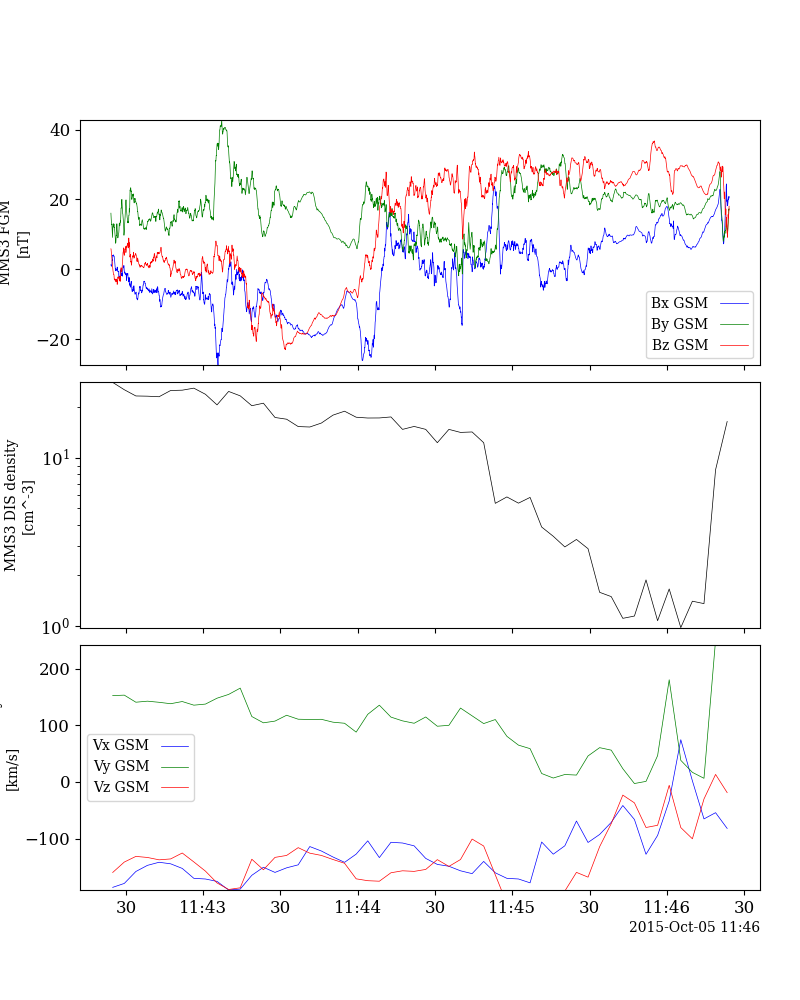 40
20
0
−20
MMS3 FGM
[nT]
Bx GSM
By GSM
Bz GSM
10^1
10^0
MMS3 DIS density
[cm^-3]
200
100
0
−100
[km/s]
Vx GSM
Vy GSM
Vz GSM
30 11:43 30 11:44 30 11:45 30 11:46 30
2015-Oct-05 11:46